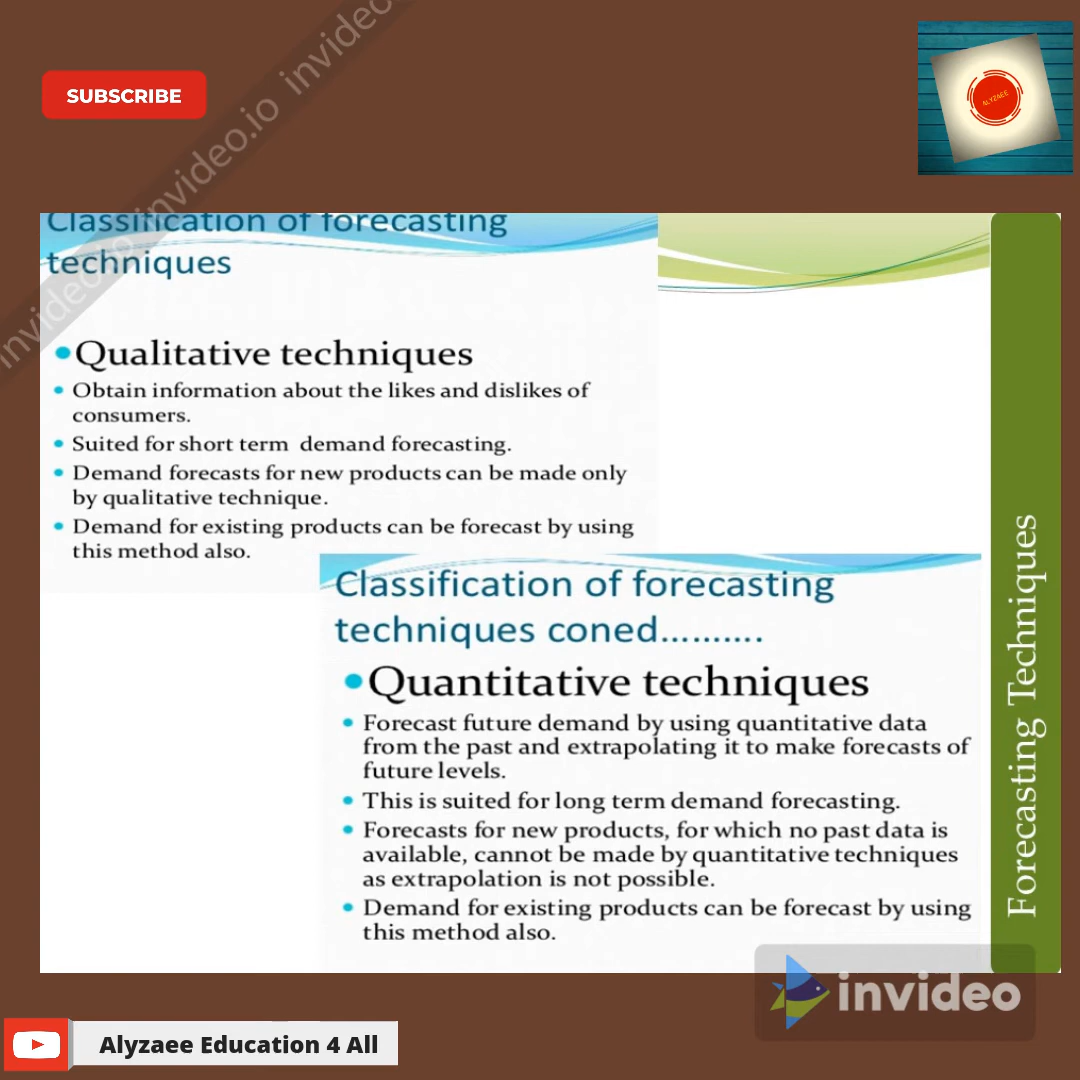 invideo.io invideo.io invideo
SUBSCRIBE
ALYZAEE
Classification of forecasting
techniques
•Qualitative techniques
• Obtain information about the likes and dislikes of
consumers.
• Suited for short term demand forecasting.
• Demand forecasts for new products can be made only
by qualitative technique.
• Demand for existing products can be forecast by using
this method also.
Classification of forecasting
techniques coned……….
•Quantitative techniques
• Forecast future demand by using quantitative data
from the past and extrapolating it to make forecasts of
future levels.
• This is suited for long term demand forecasting.
• Forecasts for new products, for which no past data is
available, cannot be made by quantitative techniques
as extrapolation is not possible.
• Demand for existing products can be forecast by using
this method also.
Forecasting Techniques
invideo
Alyzaee Education 4 All